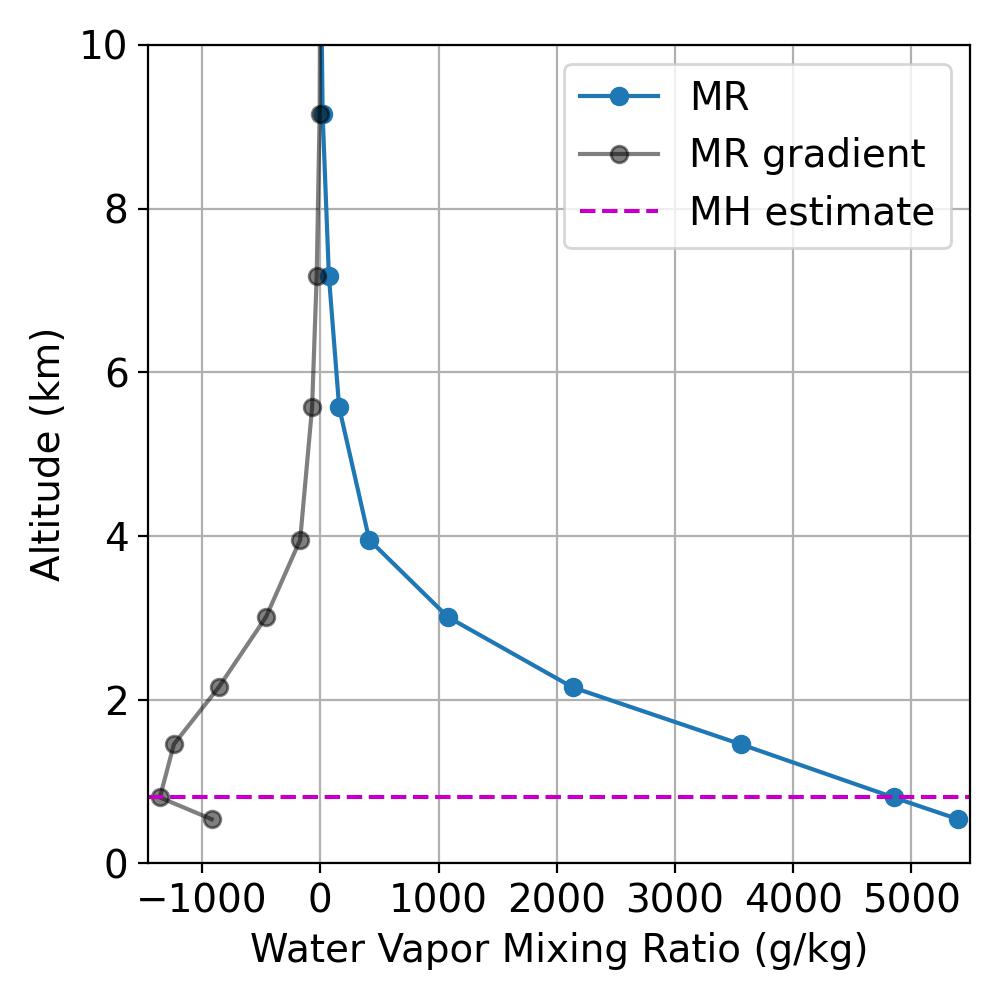 10
8
6
4
2
0
Altitude (km)
MR
MR gradient
MH estimate
−1000 0 1000 2000 3000 4000 5000
Water Vapor Mixing Ratio (g/kg)